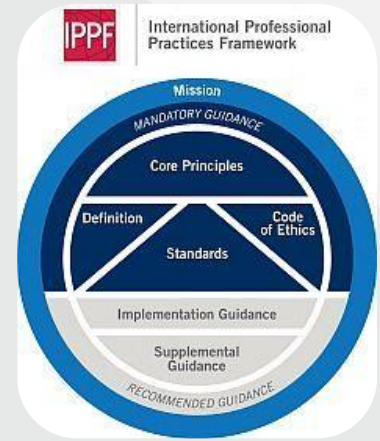 IPPF
International Professional
Practices Framework
Mission
MANDATORY GUIDANCE
Core Principles
Definition
Code
of Ethics
Standards
Implementation Guidance
Supplemental
Guidance
RECOMMENDED GUIDANCE